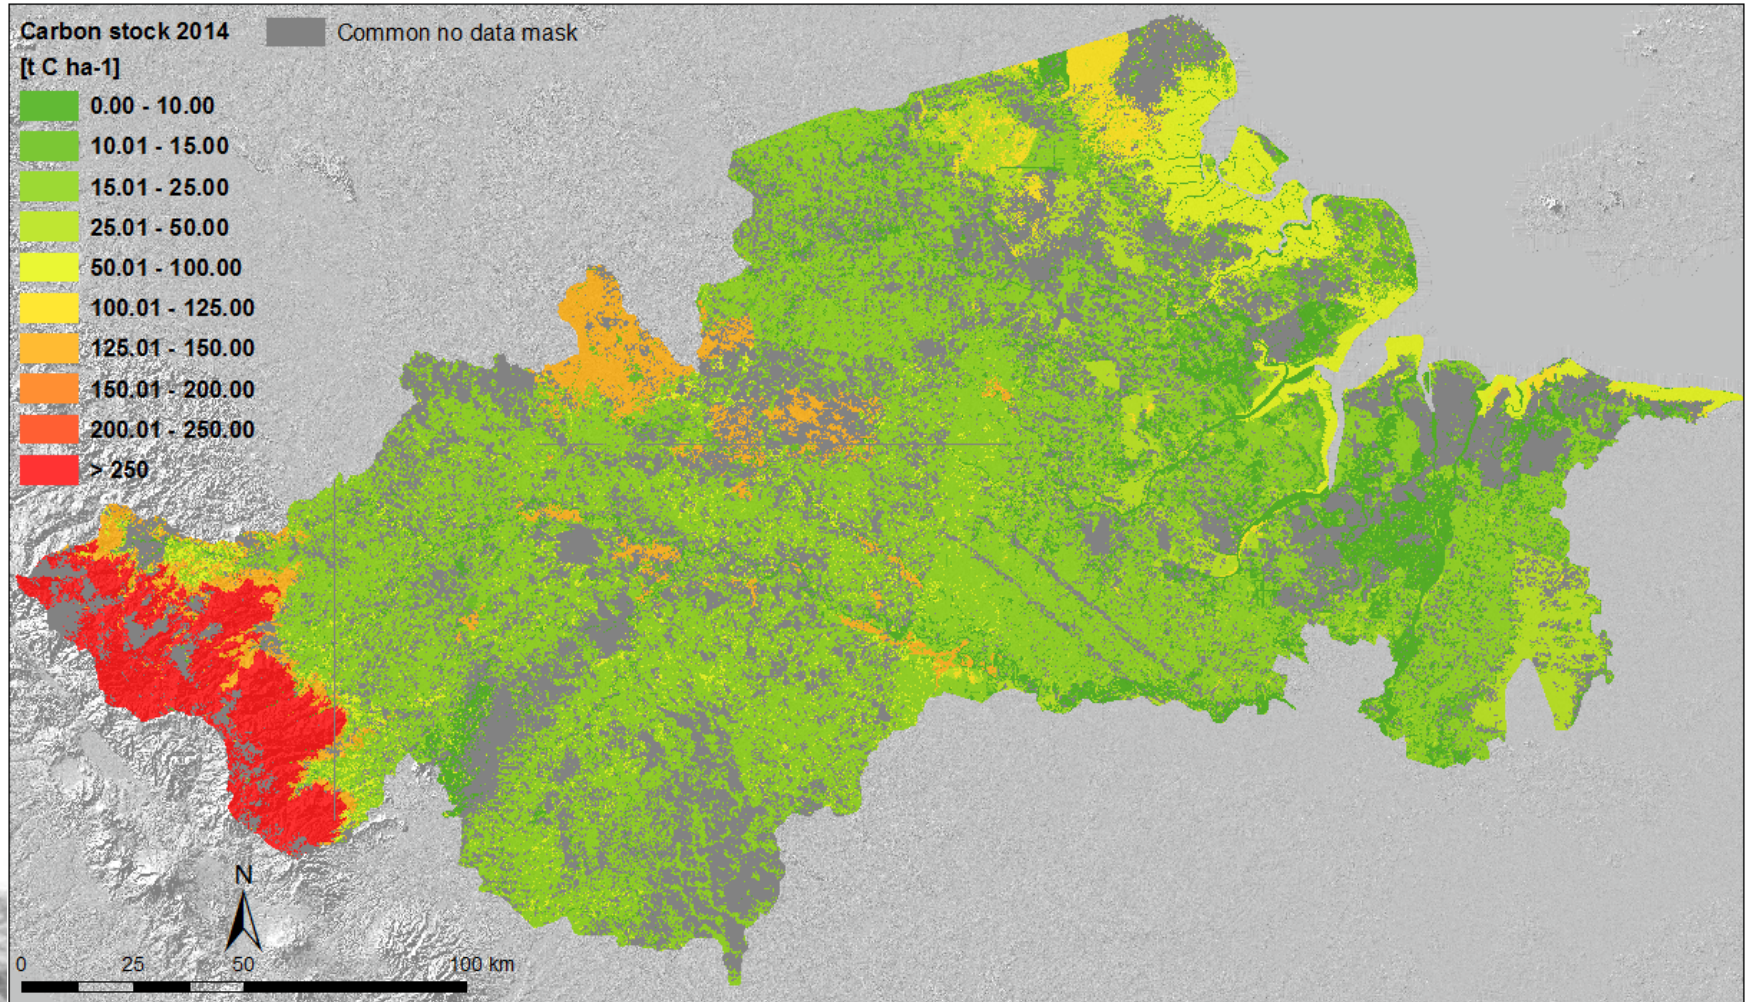 Carbon stock 2014
Common no data mask
[t C ha-1]
0.00 - 10.00
10.01 - 15.00
15.01 - 25.00
25.01 - 50.00
50.01 - 100.00
100.01 - 125.00
125.01 - 150.00
150.01 - 200.00
200.01 - 250.00
> 250
N
0 25 50 100 km